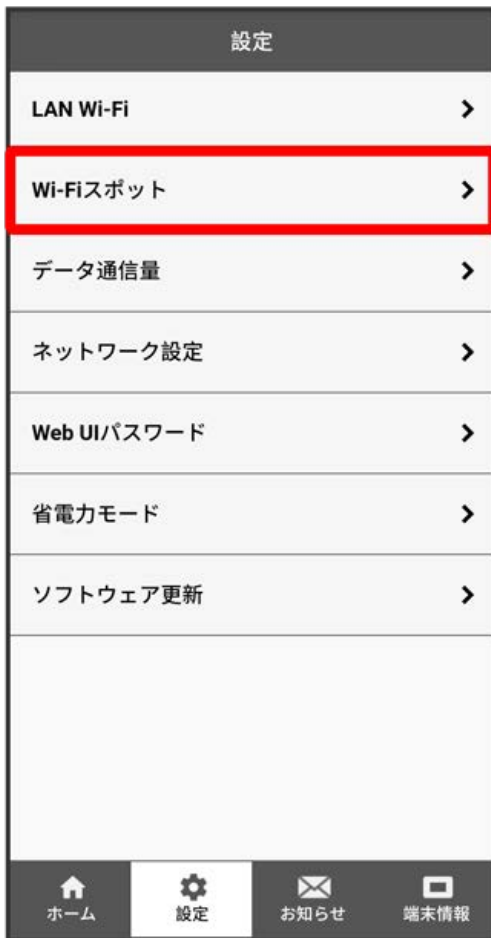 設定
LAN Wi-Fi
Wi-Fiスポット
データ通信量
ネットワーク設定
Web UIパスワード
省電力モード
ソフトウェア更新
ホーム 設定 お知らせ 端末情報